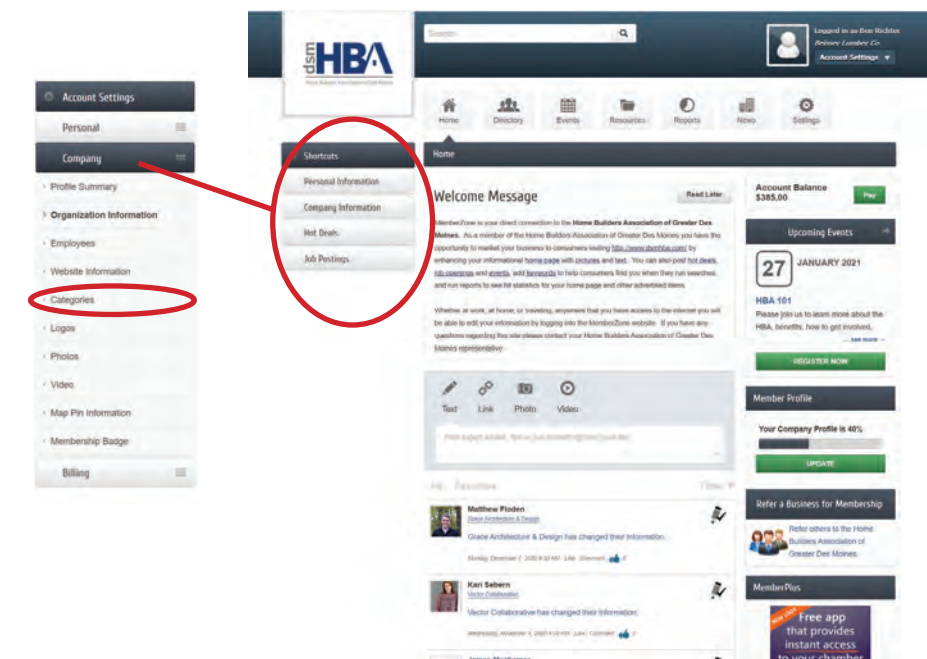 Account Settings
Personal
Company
Profile Summary
Organization Information
Employees
Website Information
Categories
Logos
Photos
Video
Map Pin Information
Membership Badge
Billing
dsm HBA
Search
Logged in as Ben Richter
Account Settings
Home
Directory
Events
Resources
Reports
News
Settings
Shortcuts
Personal Information
Company Information
Hot Deals
Job Postings
Home
Welcome Message
Read Later
MemberZone is your direct connection to the Home Builders Association of Greater Des
Moines. As a member of the Home Builders Association of Greater Des Moines you have the
opportunity to market your business to consumers visiting http://www.dsmhba.com/ by
enhancing your informational home page with pictures and text. You can also post hot deals,
job openings and events, add keywords to help consumers find you when they run searches,
and run reports to see hit statistics for your home page and other advertised items.
Whether at work, at home, or traveling, anywhere that you have access to the internet you will
be able to edit your information by logging into the MemberZone website. If you have any
questions regarding this site please contact your Home Builders Association of Greater Des
Moines representative.
Text
Link
Photo
Video
Matthew Floden
Grace Architecture & Design
Grace Architecture & Design has changed their information.
Kari Sebern
Vector Collaborative
Vector Collaborative has changed their information.
Account Balance
$385.00
Pay
Upcoming Events
27
JANUARY 2021
HBA 101
Please join us to learn more about the
HBA, benefits, how to get involved,
... see more
REGISTER NOW
Member Profile
Your Company Profile is 40%
UPDATE
Refer a Business for Membership
Refer others to the Home
Builders Association of
Greater Des Moines.
MemberPlus
Free app
that provides
instant access
to your chamber